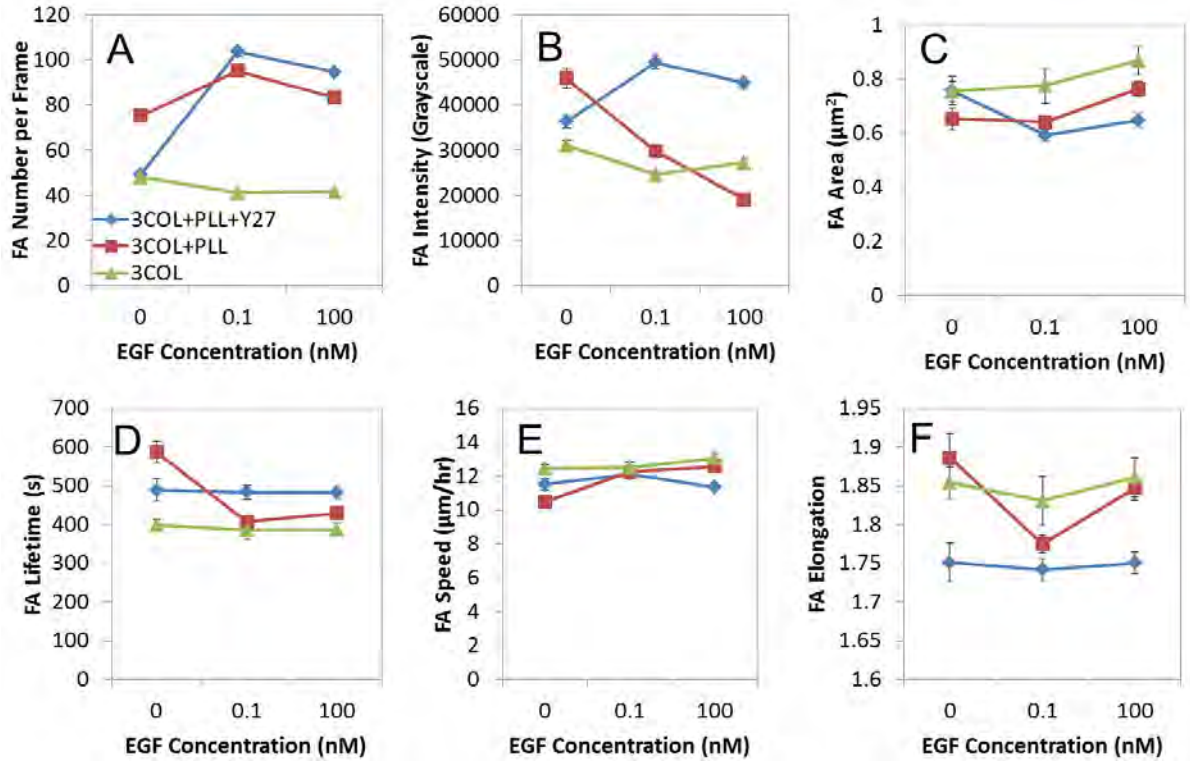 A
FA Number per Frame
120
100
80
60
40
20
0
3COL+PLL+Y27
3COL+PLL
3COL
0 0.1 100
EGF Concentration (nM)
B
FA Intensity (Grayscale)
60000
50000
40000
30000
20000
10000
0
0 0.1 100
EGF Concentration (nM)
C
FA Area (μm²)
1
0.8
0.6
0.4
0.2
0
0 0.1 100
EGF Concentration (nM)
D
FA Lifetime (s)
700
600
500
400
300
200
100
0
0 0.1 100
EGF Concentration (nM)
E
FA Speed (μm/hr)
16
14
12
10
8
6
4
2
0
0 0.1 100
EGF Concentration (nM)
F
FA Elongation
1.95
1.9
1.85
1.8
1.75
1.7
1.65
1.6
0 0.1 100
EGF Concentration (nM)